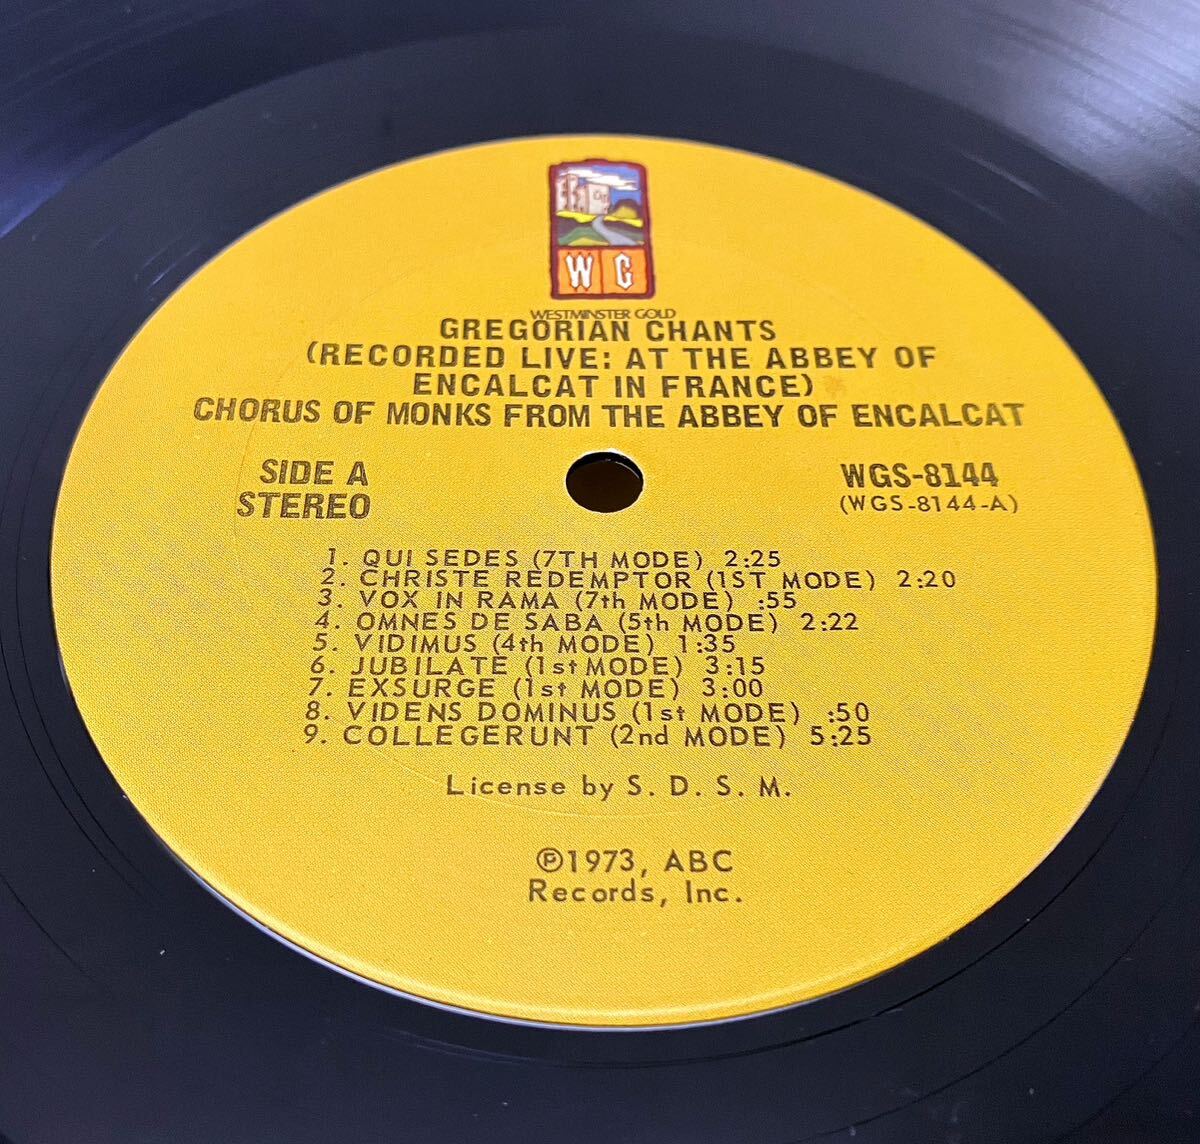 W G
WESTMINSTER GOLD
GREGORIAN CHANTS
(RECORDED LIVE: AT THE ABBEY OF
ENCALCAT IN FRANCE)
CHORUS OF MONKS FROM THE ABBEY OF ENCALCAT
SIDE A
STEREO
WGS-8144
(WGS-8144-A)
1. QUI SEDES (7TH MODE) 2:25
2. CHRISTE REDEMPTOR (1ST MODE) 2:20
3. VOX IN RAMA (7th MODE) :55
4. OMNES DE SABA (5th MODE) 2:22
5. VIDIMUS (4th MODE) 1:35
6. JUBILATE (1st MODE) 3:15
7. EXSURGE (1st MODE) 3:00
8. VIDENS DOMINUS (1st MODE) :50
9. COLLEGERUNT (2nd MODE) 5:25
License by S. D. S. M.
℗1973, ABC
Records, Inc.